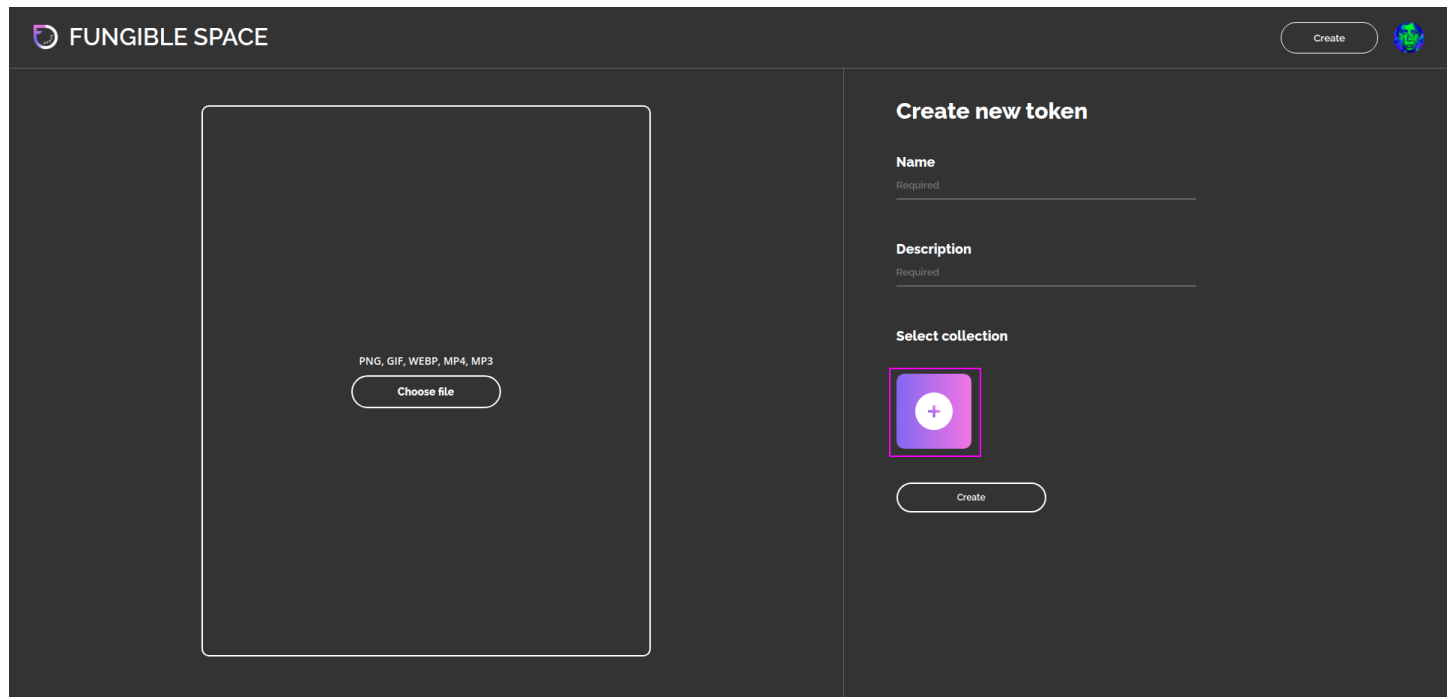 FUNGIBLE SPACE
Create
PNG, GIF, WEBP, MP4, MP3
Choose file
Create new token
Name
Required
Description
Required
Select collection
Create